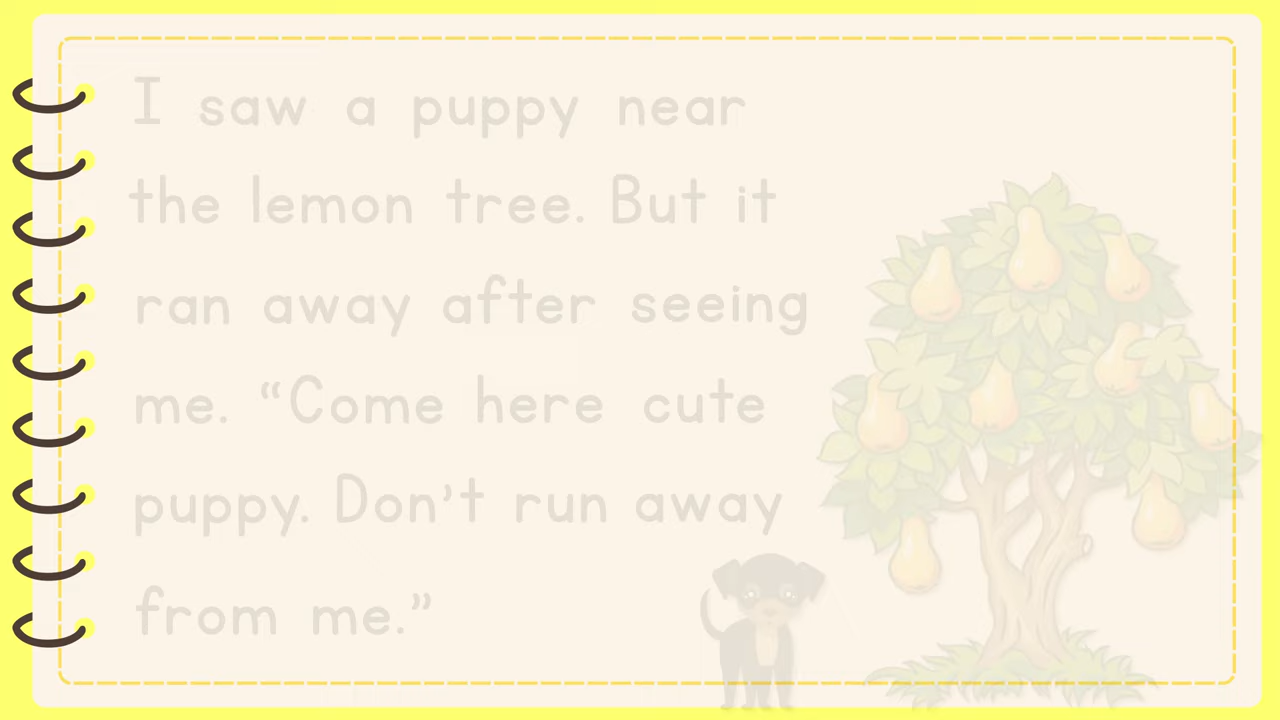 I saw a puppy near
the lemon tree. But it
ran away after seeing
me. “Come here cute
puppy. Don't run away
from me.”